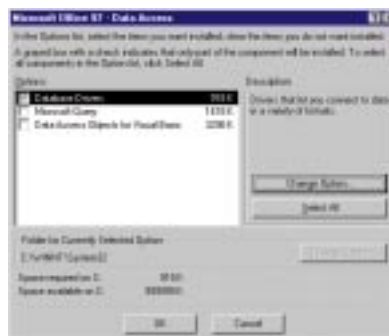 Microsoft Office 97 - Data Access
In the Options list, select the items you want installed; clear the items you do not want installed.
A grayed box with a check indicates that only part of the component will be installed. To select
all components in the Option list, click Select All.
Options:
Database Drivers
Microsoft Query
Data Access Objects for Visual Basic
Description:
Drivers that let you connect to data
in a variety of formats.
Change Option...
Select All
Folder for Currently Selected Option:
Space required on C:
Space available on C:
OK
Cancel